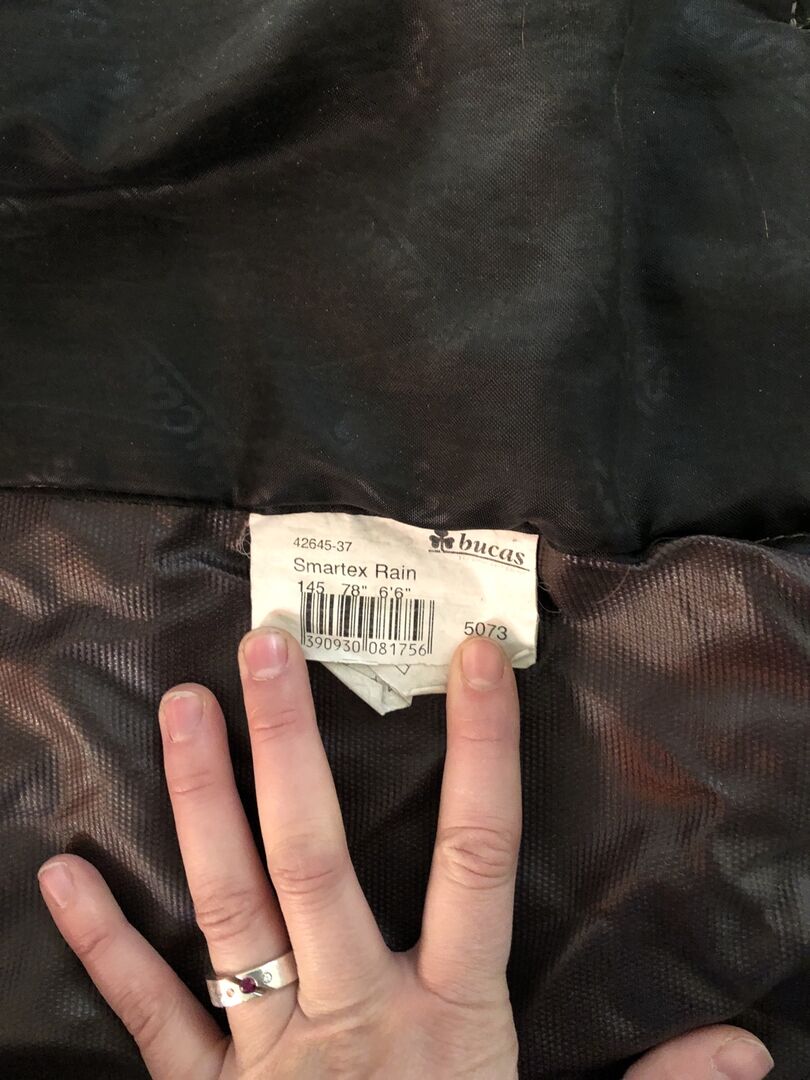 42645-37
bucas
Smartex Rain
145 78" 6'6"
5073
390930 081756